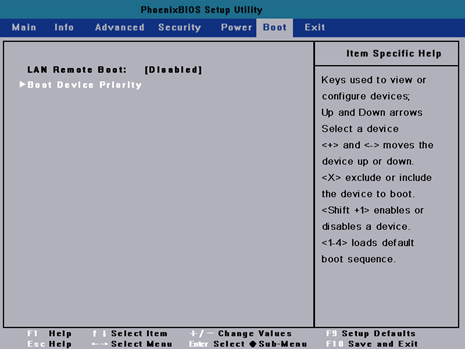 PhoenixBIOS Setup Utility
Main Info Advanced Security Power Boot Exit
Item Specific Help
LAN Remote Boot: [Disabled]
▶Boot Device Priority
Keys used to view or
configure devices;
Up and Down arrows
Select a device
<+> and <-> moves the
device up or down.
<X> exclude or include
the device to boot.
<Shift +1> enables or
disables a device.
<1-4> loads default
boot sequence.
F1 Help ↑↓ Select Item +/- Change Values F9 Setup Defaults
Esc Help ←→ Select Menu Enter Select ◆Sub-Menu F10 Save and Exit